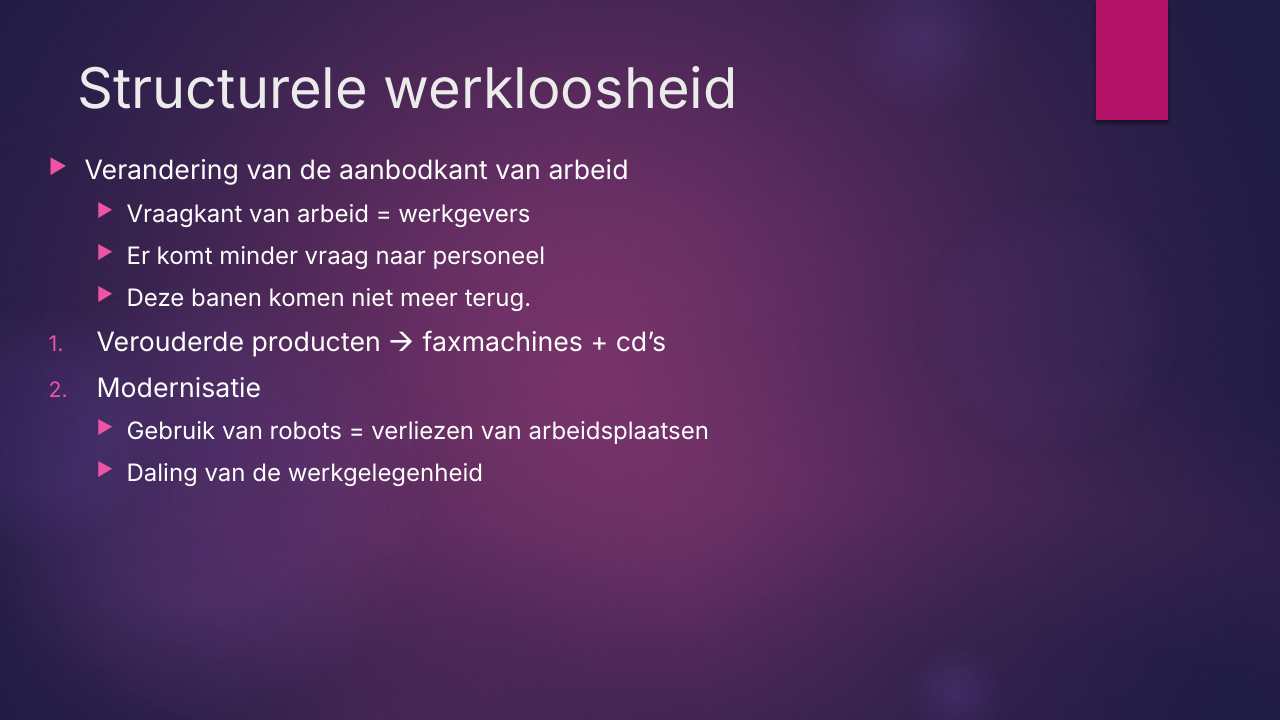 Structurele werkloosheid
Verandering van de aanbodkant van arbeid
Vraagkant van arbeid = werkgevers
Er komt minder vraag naar personeel
Deze banen komen niet meer terug.
1. Verouderde producten → faxmachines + cd’s
2. Modernisatie
Gebruik van robots = verliezen van arbeidsplaatsen
Daling van de werkgelegenheid